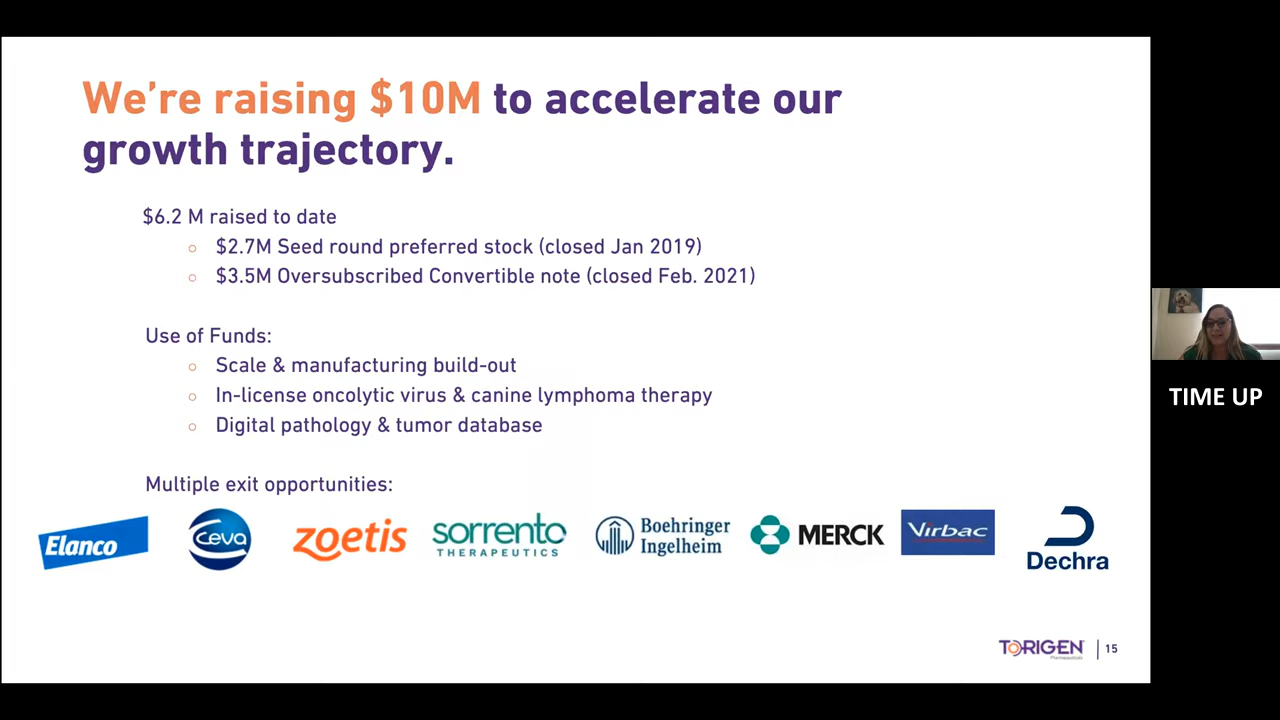 We're raising $10M to accelerate our
growth trajectory.
$6.2 M raised to date
$2.7M Seed round preferred stock (closed Jan 2019)
$3.5M Oversubscribed Convertible note (closed Feb. 2021)
Use of Funds:
Scale & manufacturing build-out
In-license oncolytic virus & canine lymphoma therapy
Digital pathology & tumor database
TIME UP
Multiple exit opportunities:
Elanco
Ceva
zoetis
sorrento
THERAPEUTICS
Boehringer
Ingelheim
MERCK
Virbac
Dechra
TORIGEN
Pharmaceuticals
15